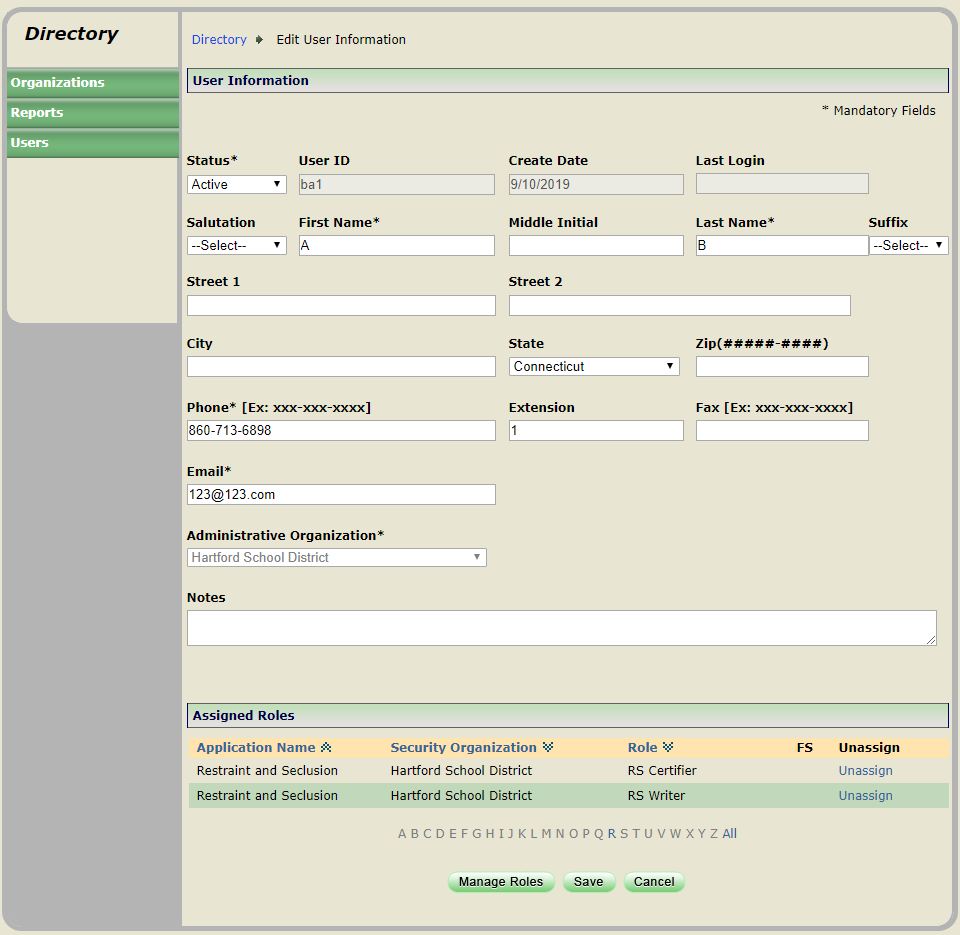 Directory
Organizations
Reports
Users
Directory Edit User Information
User Information
* Mandatory Fields
Status* User ID Create Date Last Login
Active ba1 9/10/2019
Salutation First Name* Middle Initial Last Name* Suffix
--Select-- A B --Select--
Street 1 Street 2
City State Zip(#####-####)
Connecticut
Phone* [Ex: xxx-xxx-xxxx] Extension Fax [Ex: xxx-xxx-xxxx]
860-713-6898 1
Email*
123@123.com
Administrative Organization*
Hartford School District
Notes
Assigned Roles
Application Name Security Organization Role FS Unassign
Restraint and Seclusion Hartford School District RS Certifier Unassign
Restraint and Seclusion Hartford School District RS Writer Unassign
A B C D E F G H I J K L M N O P Q R S T U V W X Y Z All
Manage Roles Save Cancel